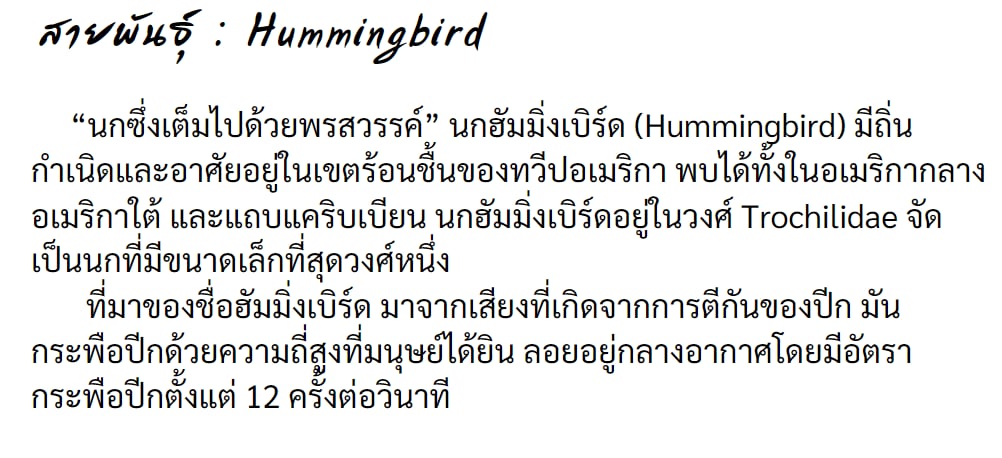 สายพันธุ์ : Hummingbird
“นกซึ่งเต็มไปด้วยพรสวรรค์” นกฮัมมิ่งเบิร์ด (Hummingbird) มีถิ่น
กำเนิดและอาศัยอยู่ในเขตร้อนชื้นของทวีปอเมริกา พบได้ทั้งในอเมริกากลาง
อเมริกาใต้ และแถบแคริบเบียน นกฮัมมิ่งเบิร์ดอยู่ในวงศ์ Trochilidae จัด
เป็นนกที่มีขนาดเล็กที่สุดวงศ์หนึ่ง
ที่มาของชื่อฮัมมิ่งเบิร์ด มาจากเสียงที่เกิดจากการตีกันของปีก มัน
กระพือปีกด้วยความถี่สูงที่มนุษย์ได้ยิน ลอยอยู่กลางอากาศโดยมีอัตรา
กระพือปีกตั้งแต่ 12 ครั้งต่อวินาที